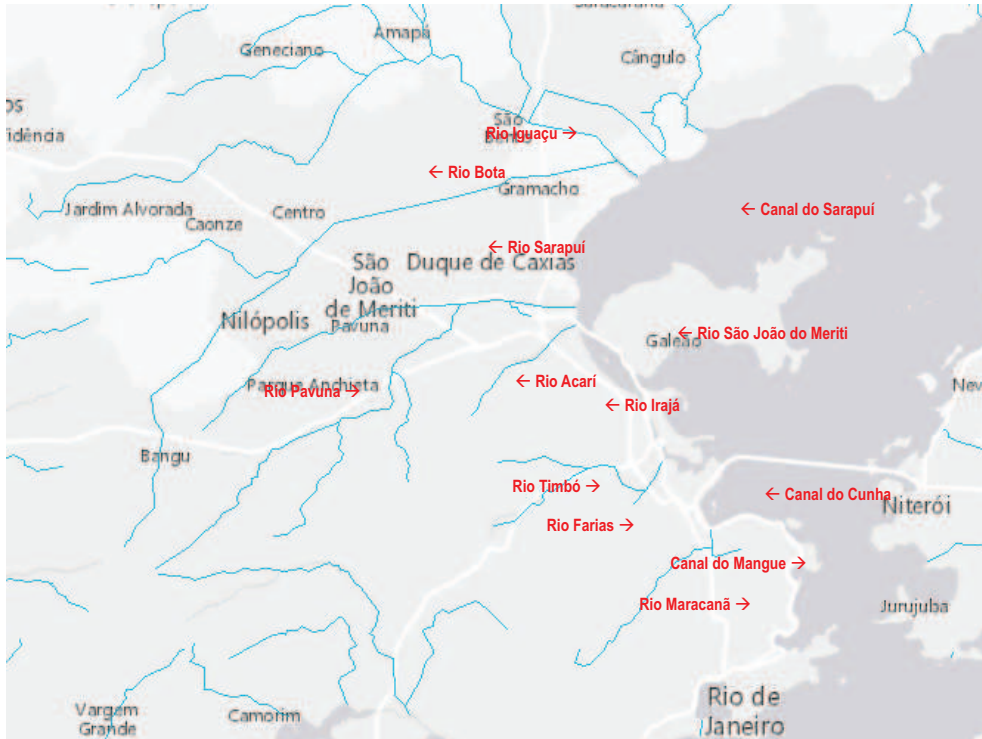 Amapá
Geneciano
Cângulo
São
Bento
Rio Iguaçu →
vidência
← Rio Bota
Gramacho
Jardim Alvorada
Centro
Caonze
← Canal do Sarapuí
← Rio Sarapuí
São
João
de Meriti
Duque de Caxias
Nilópolis
Pavuna
Galeão
← Rio São João do Meriti
Parque Anchieta
Rio Pavuna →
← Rio Acarí
← Rio Irajá
Bangu
Rio Timbó →
← Canal do Cunha
Niterói
Rio Farias →
Canal do Mangue →
Rio Maracanã →
Jurujuba
Vargem
Grande
Camorim
Rio de
Janeiro